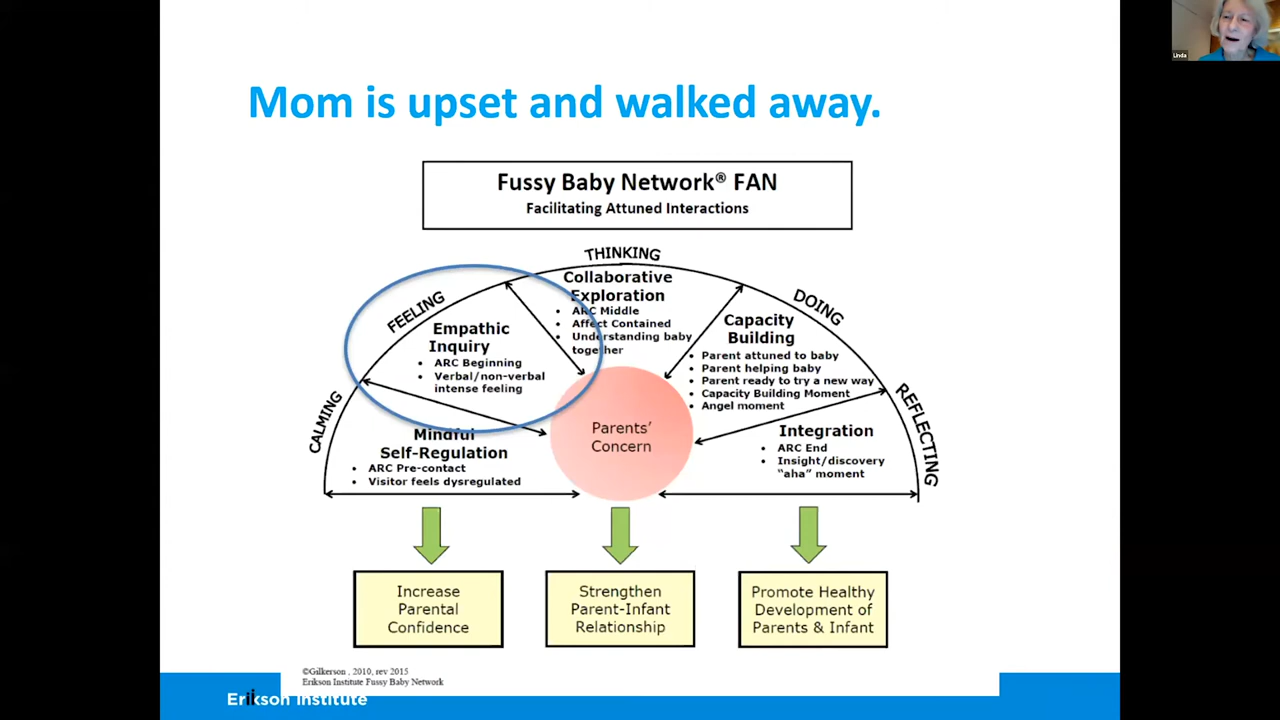 Linda
Mom is upset and walked away.
Fussy Baby Network® FAN
Facilitating Attuned Interactions
THINKING
Collaborative
Exploration
• ARC Middle
• Affect Contained
• Understanding baby
together
FEELING
Empathic
Inquiry
• ARC Beginning
• Verbal/non-verbal
intense feeling
DOING
Capacity
Building
• Parent attuned to baby
• Parent helping baby
• Parent ready to try a new way
• Capacity Building Moment
• Angel moment
CALMING
Mindful
Self-Regulation
• ARC Pre-contact
• Visitor feels dysregulated
Parents’
Concern
REFLECTING
Integration
• ARC End
• Insight/discovery
“aha” moment
Increase
Parental
Confidence
Strengthen
Parent-Infant
Relationship
Promote Healthy
Development of
Parents & Infant
©Gilkerson , 2010, rev 2015
Erikson Institute Fussy Baby Network
Erikson Institute